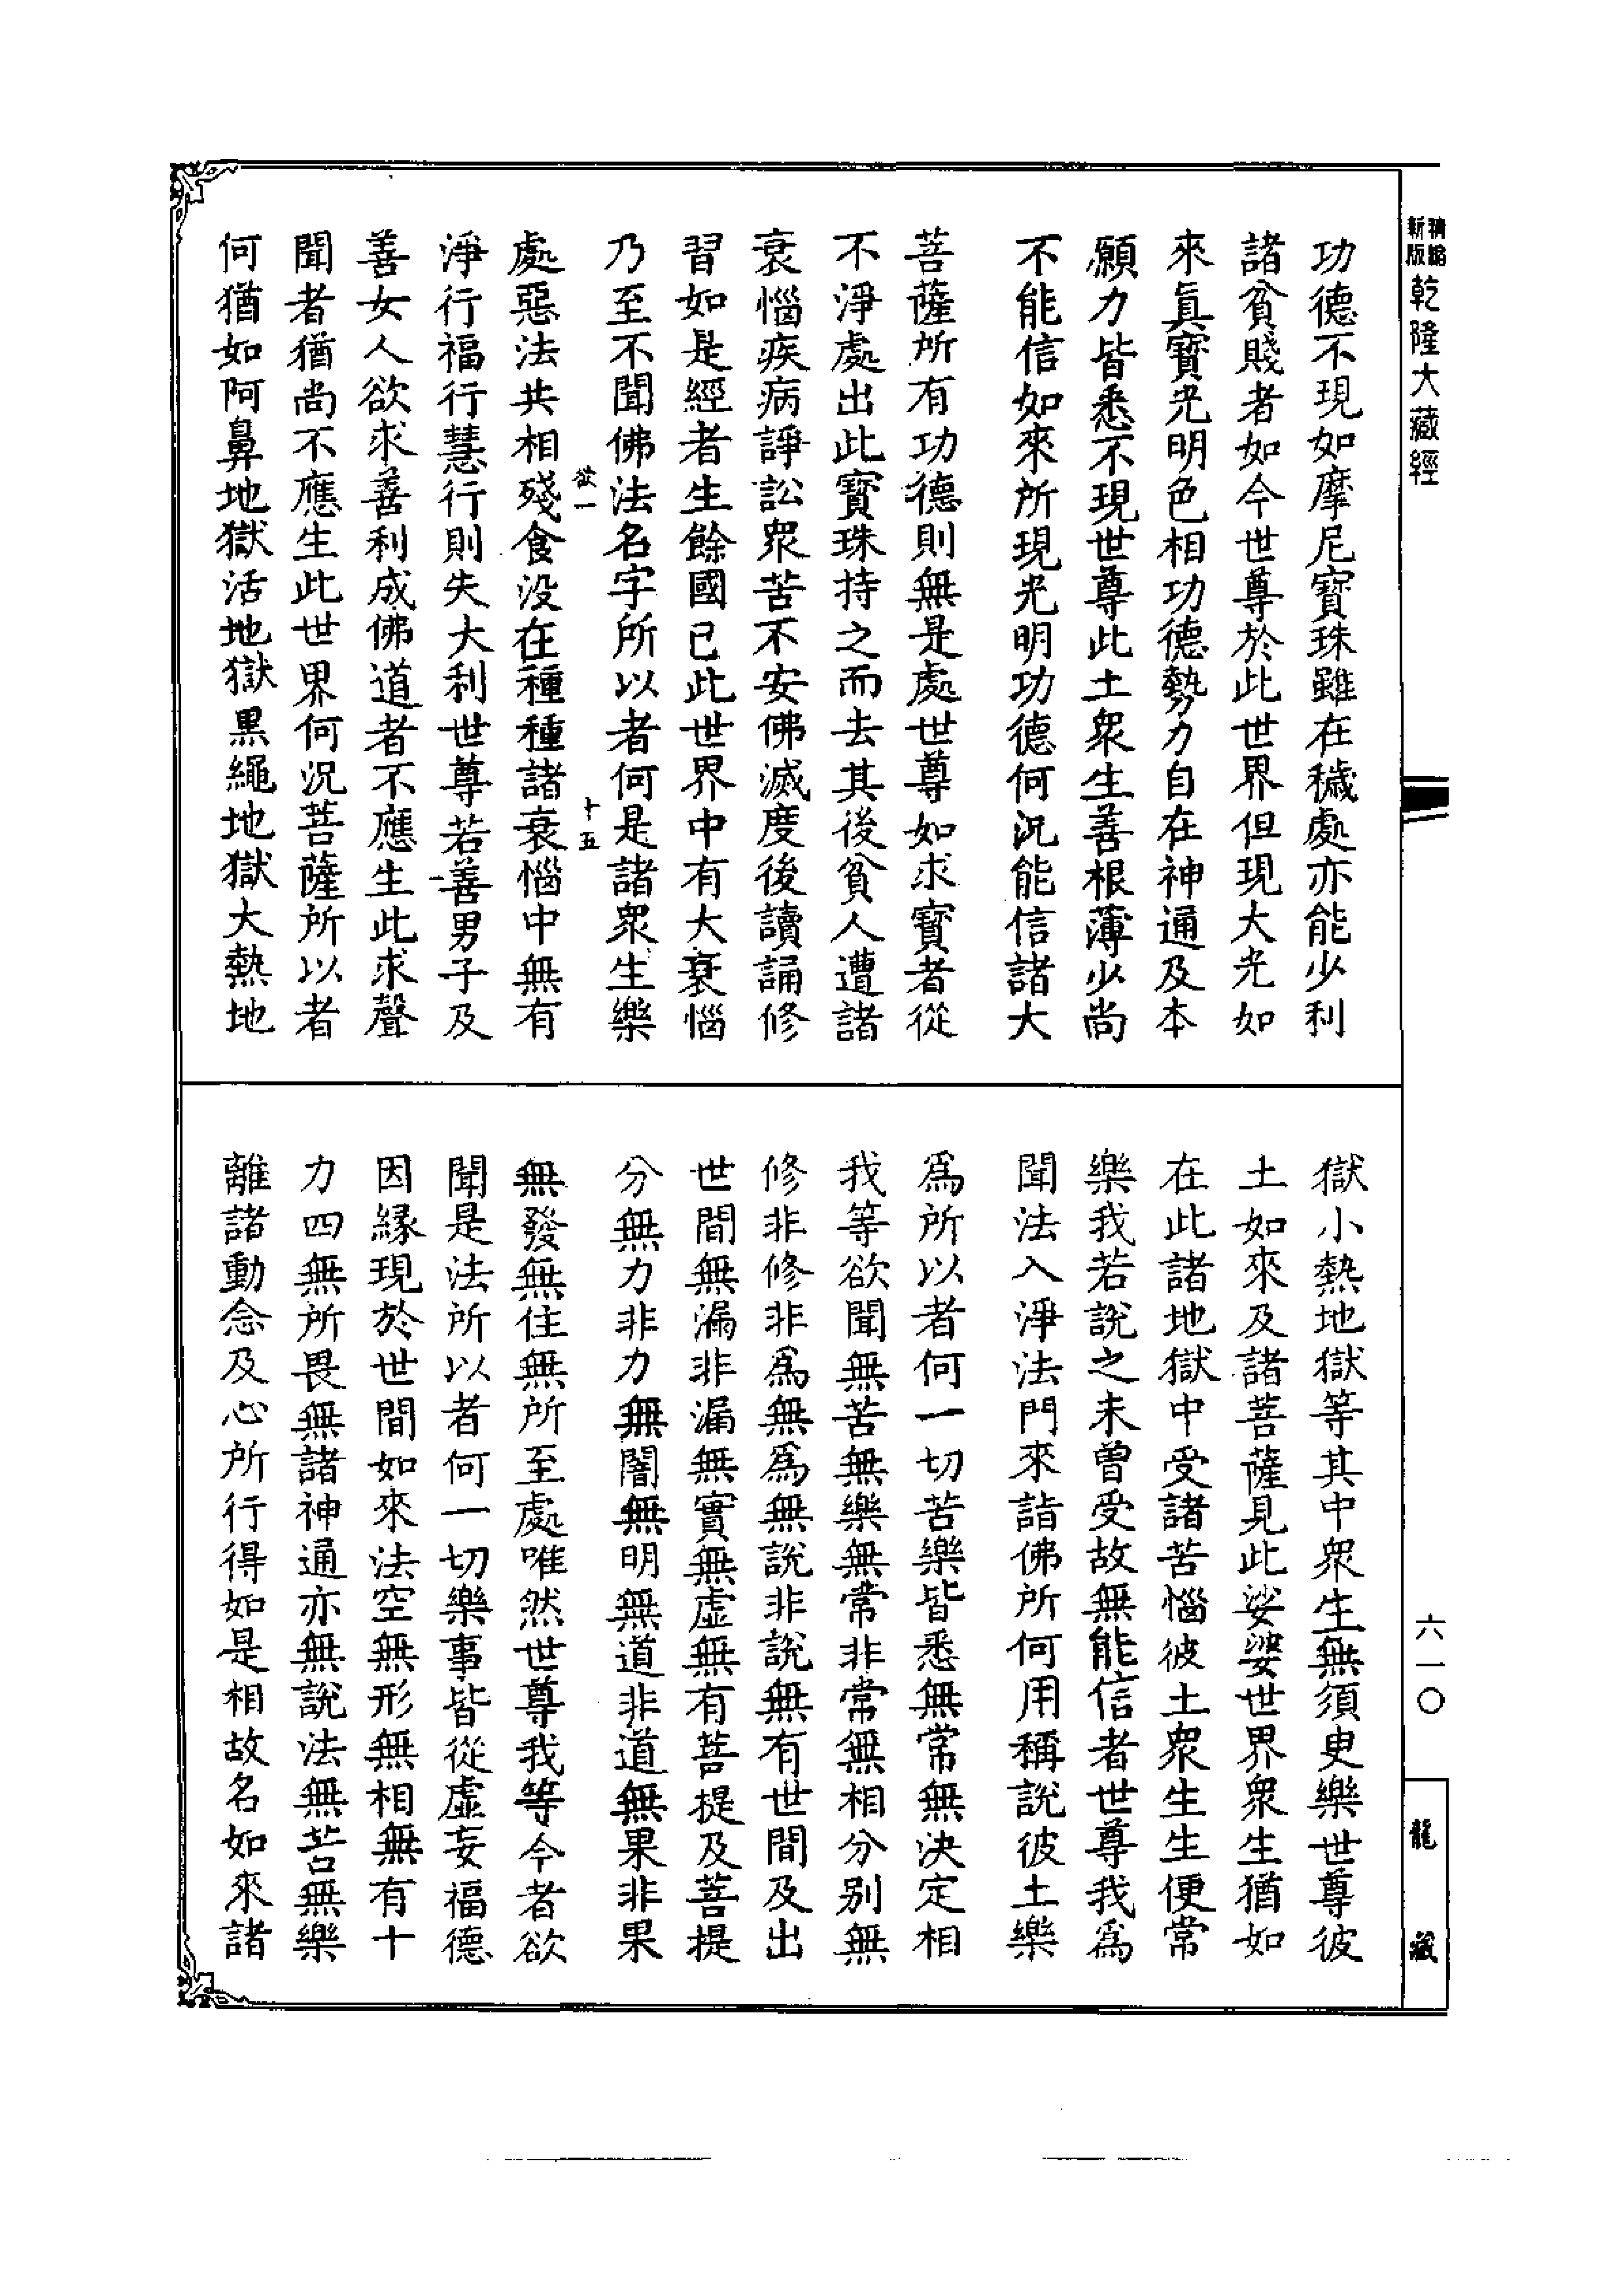 精縮
新版
乾隆大藏經
功德不現如摩尼寶珠雖在穢處亦能少利
諸貧賤者如今世尊於此世界但現大光如
來眞寶光明色相功德勢力自在神通及本
願力皆悉不現世尊此土衆生善根薄少尚
不能信如來所現光明功德何況能信諸大
菩薩所有功德則無是處世尊如求寶者從
不淨處出此寶珠持之而去其後貧人遭諸
衰惱疾病諍訟衆苦不安佛滅度後讀誦修
習如是經者生餘國已此世界中有大衰惱
乃至不聞佛法名字所以者何是諸衆生樂
欲一
十五
處惡法共相殘食没在種種諸衰惱中無有
淨行福行慧行則失大利世尊若善男子及
善女人欲求善利成佛道者不應生此求聲
聞者猶尚不應生此世界何況菩薩所以者
何猶如阿鼻地獄活地獄黒繩地獄大熱地
獄小熱地獄等其中衆生無須臾樂世尊彼
土如來及諸菩薩見此娑婆世界衆生猶如
在此諸地獄中受諸苦惱彼土衆生生便常
樂我若說之未曽受故無能信者世尊我爲
聞法入淨法門來詣佛所何用稱說彼土樂
爲所以者何一切苦樂皆悉無常無決定相
我等欲聞無苦無樂無常非常無相分別無
修非修非爲無爲無說非說無有世間及出
世間無漏非漏無實無虛無有菩提及菩提
分無力非力無闇無明無道非道無果非果
無發無住無所至處唯然世尊我等今者欲
聞是法所以者何一切樂事皆從虛妄福德
因緣現於世間如來法空無形無相無有十
力四無所畏無諸神通亦無說法無苦無樂
離諸動念及心所行得如是相故名如來諸
六一〇
龍藏